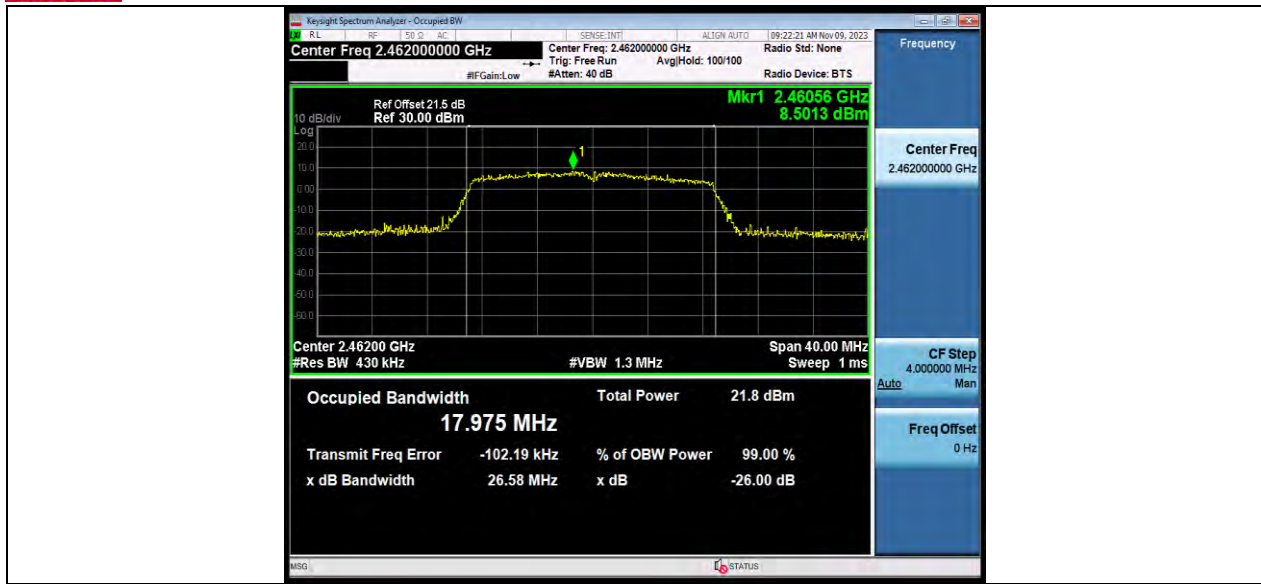 Keysight Spectrum Analyzer - Occupied BW
RL RF 50 Ω AC SENSE:INT ALIGN AUTO 09:22:21 AM Nov 09, 2023
Center Freq 2.462000000 GHz
Center Freq: 2.462000000 GHz Radio Std: None
Trig: Free Run Avg|Hold: 100/100
#IFGain:Low #Atten: 40 dB Radio Device: BTS
Frequency
Mkr1 2.46056 GHz
8.5013 dBm
Ref Offset 21.5 dB
10 dB/div Ref 30.00 dBm
Log
20.0
10.0
0.00
-10.0
-20.0
-30.0
-40.0
-50.0
-60.0
1
Center 2.46200 GHz Span 40.00 MHz
#Res BW 430 kHz #VBW 1.3 MHz Sweep 1 ms
Center Freq
2.462000000 GHz
CF Step
4.000000 MHz
Auto Man
Freq Offset
0 Hz
Occupied Bandwidth Total Power 21.8 dBm
17.975 MHz
Transmit Freq Error -102.19 kHz % of OBW Power 99.00 %
x dB Bandwidth 26.58 MHz x dB -26.00 dB
MSG STATUS